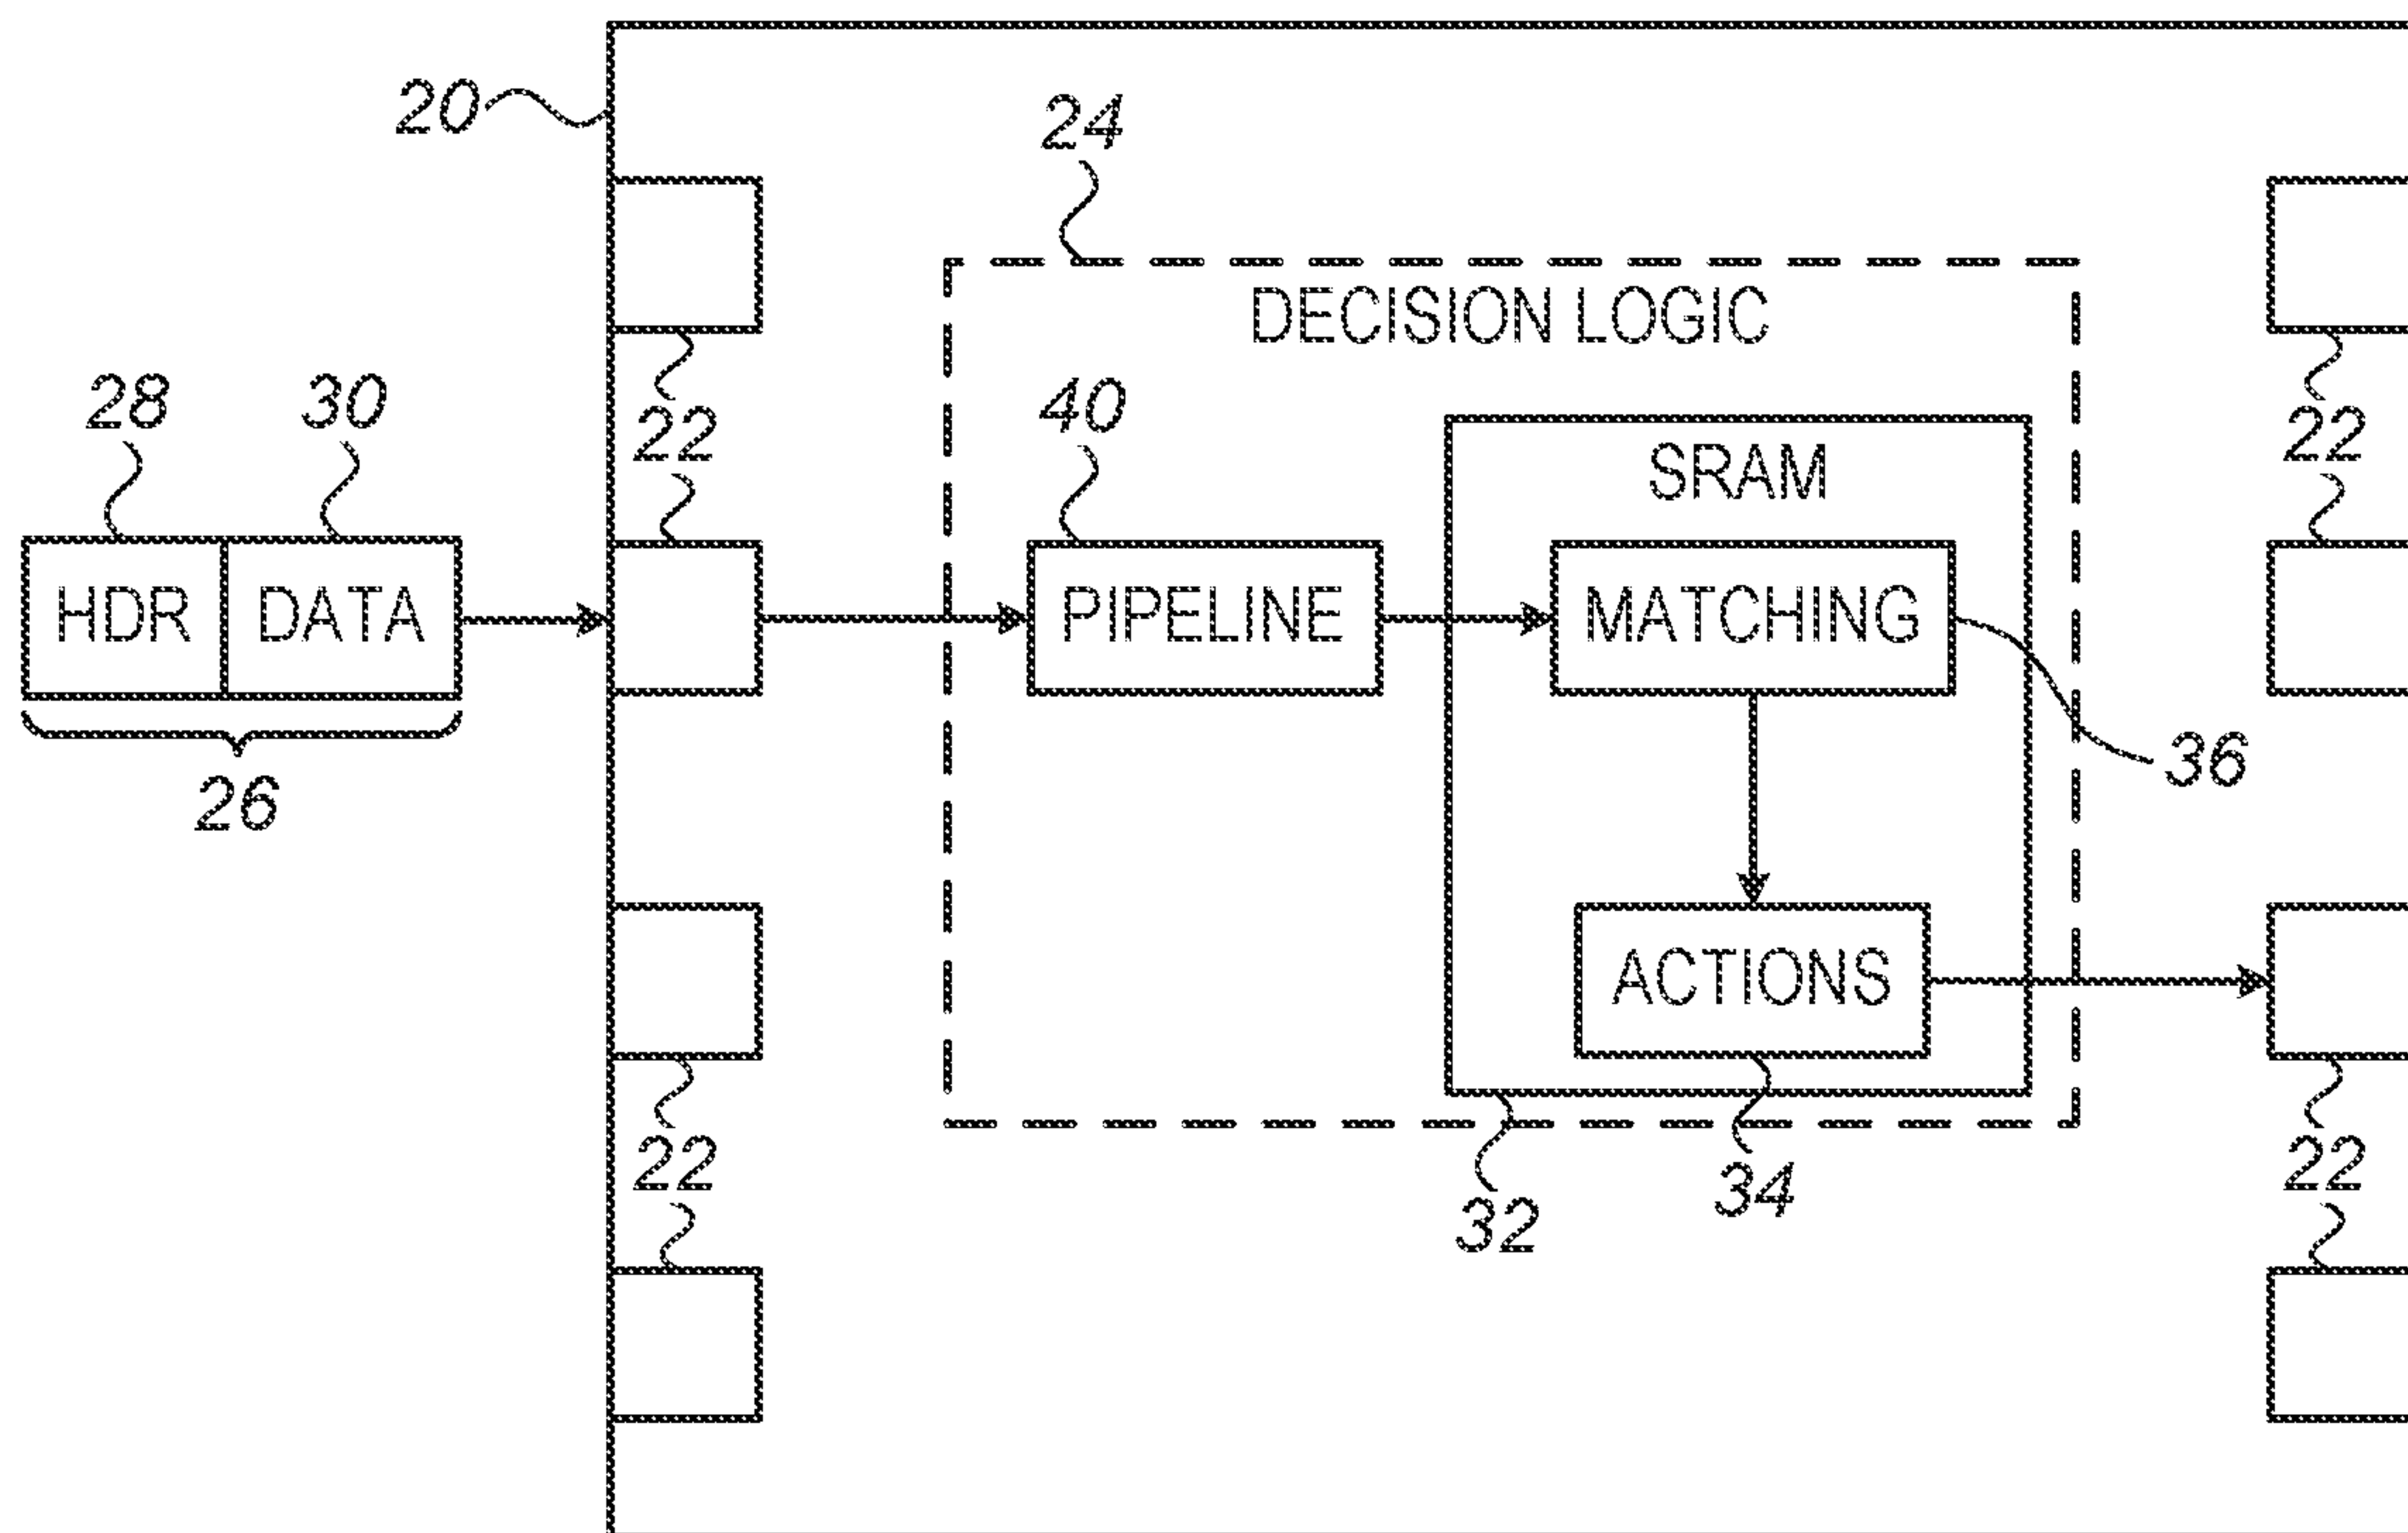 20
24
DECISION LOGIC
28
30
22
40
22
SRAM
HDR
DATA
PIPELINE
MATCHING
36
26
ACTIONS
22
34
22
32